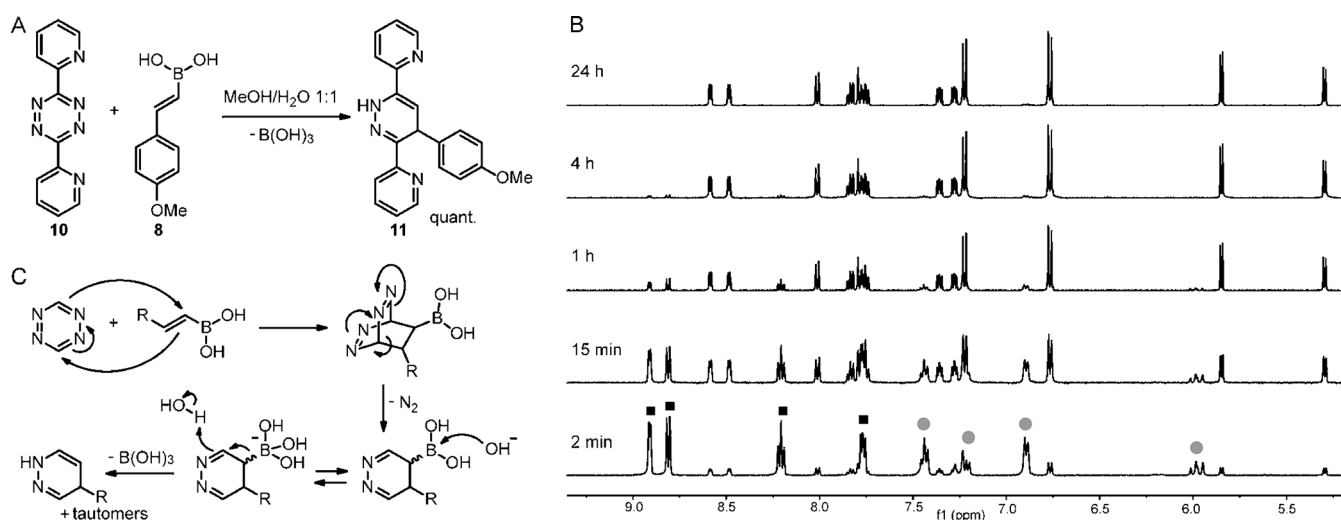 A
HO OH
B
N
N N
N N
N
+
OMe
10 8
MeOH/H₂O 1:1
- B(OH)₃
N
HN
N
N
OMe
11 quant.
B
24 h
4 h
1 h
15 min
2 min
9.0 8.5 8.0 7.5 7.0 6.5 6.0 5.5
f1 (ppm)
C
N N
N N
+
R
B
OH
OH
N
N
N
N
B
OH
OH
R
- N₂
HO
H
OH
B⁻
OH
OH
N
N
R
OH
B
OH
OH⁻
N
N
R
- B(OH)₃
HN
N
R
+ tautomers